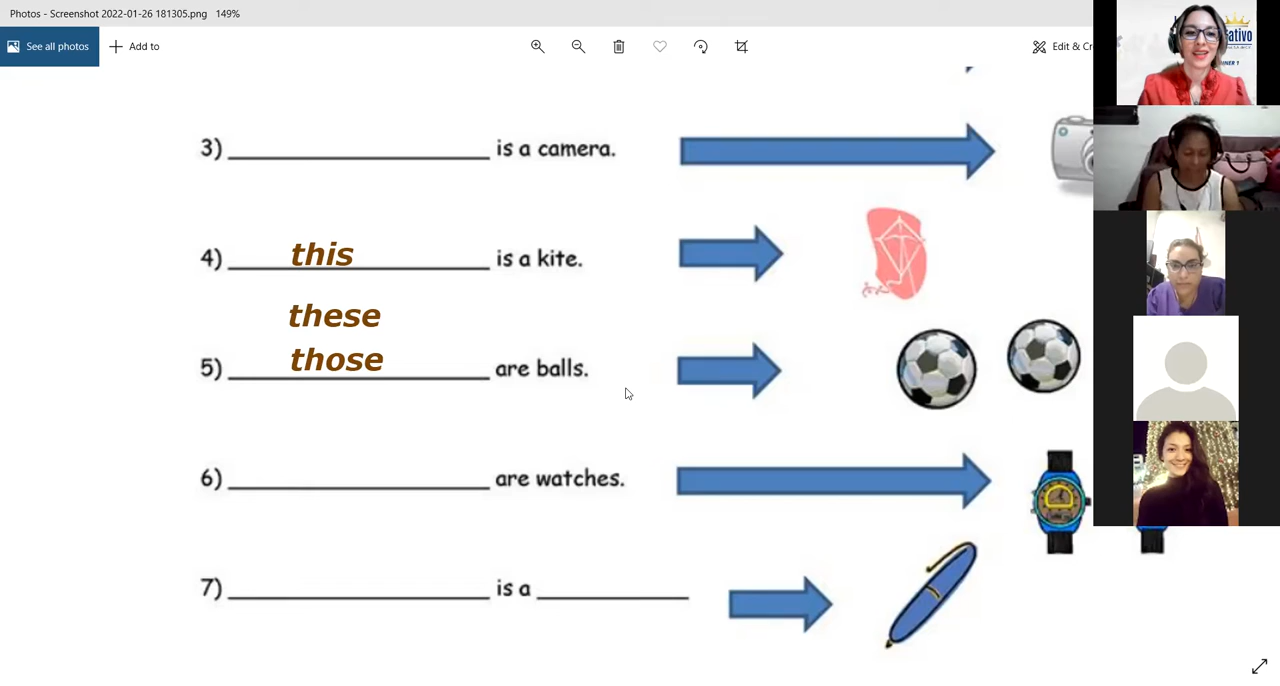 Photos - Screenshot 2022-01-26 181305.png 149%
See all photos
Add to
Edit & Cr
3) is a camera.
4) this is a kite.
these
those
5) are balls.
6) are watches.
7) is a